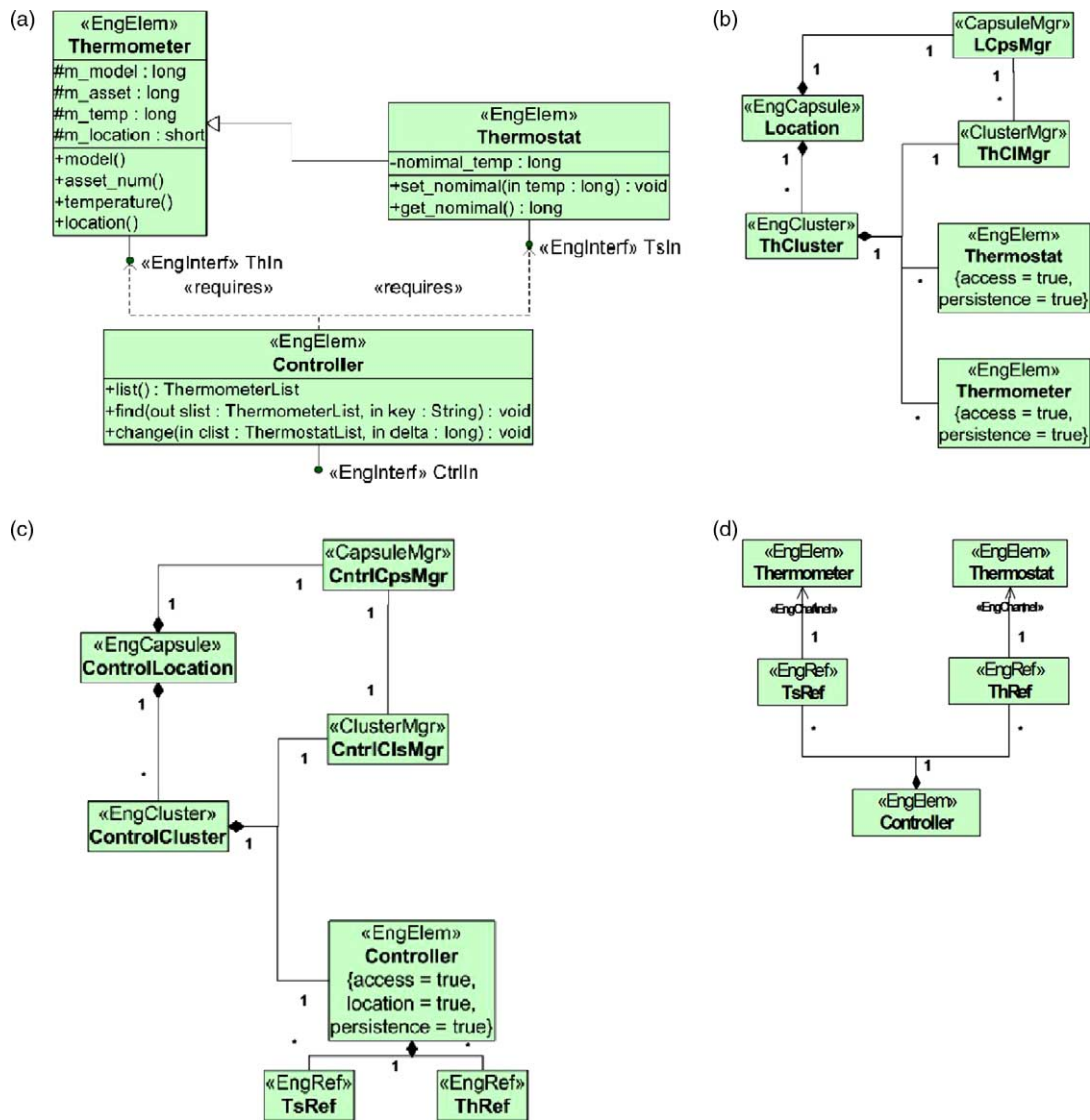 (a)
«EngElem»
Thermometer
#m_model : long
#m_asset : long
#m_temp : long
#m_location : short
+model()
+asset_num()
+temperature()
+location()
«EngElem»
Thermostat
-nomimal_temp : long
+set_nomimal(in temp : long) : void
+get_nomimal() : long
«EngInterf» ThIn
«EngInterf» TsIn
«requires»
«requires»
«EngElem»
Controller
+list() : ThermometerList
+find(out slist : ThermometerList, in key : String) : void
+change(in clist : ThermostatList, in delta : long) : void
«EngInterf» CtrlIn
(b)
«CapsuleMgr»
LCpsMgr
1
1
1
*
«EngCapsule»
Location
«ClusterMgr»
ThClMgr
1
1
*
«EngCluster»
ThCluster
1
«EngElem»
Thermostat
{access = true,
persistence = true}
*
«EngElem»
Thermometer
{access = true,
persistence = true}
*
(c)
«CapsuleMgr»
CntrlCpsMgr
1
1
1
«EngCapsule»
ControlLocation
1
1
«ClusterMgr»
CntrlClsMgr
1
*
«EngCluster»
ControlCluster
1
«EngElem»
Controller
{access = true,
location = true,
persistence = true}
1
*
*
1
«EngRef»
TsRef
«EngRef»
ThRef
(d)
«EngElem»
Thermometer
«EngElem»
Thermostat
«EngChannel»
«EngChannel»
1
1
«EngRef»
TsRef
«EngRef»
ThRef
*
*
1
«EngElem»
Controller